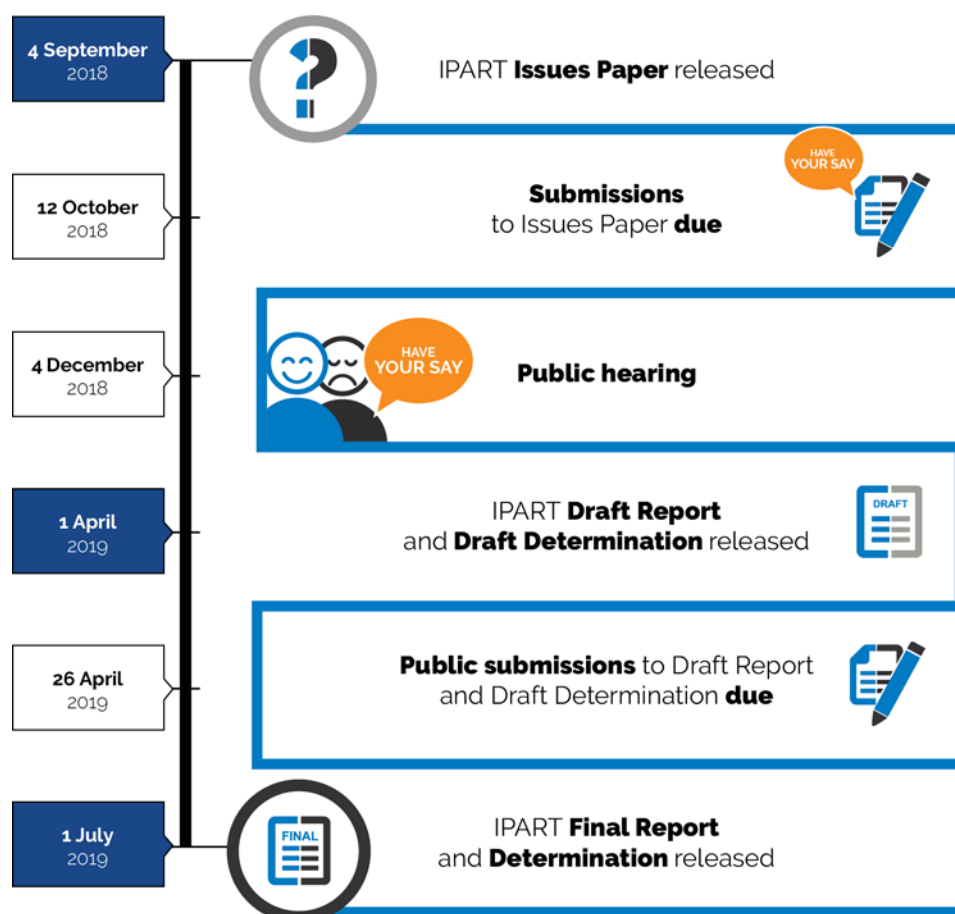 4 September
2018
IPART Issues Paper released
12 October
2018
HAVE
YOUR SAY
Submissions
to Issues Paper due
4 December
2018
HAVE
YOUR SAY
Public hearing
1 April
2019
IPART Draft Report
and Draft Determination released
DRAFT
26 April
2019
Public submissions to Draft Report
and Draft Determination due
1 July
2019
FINAL
IPART Final Report
and Determination released